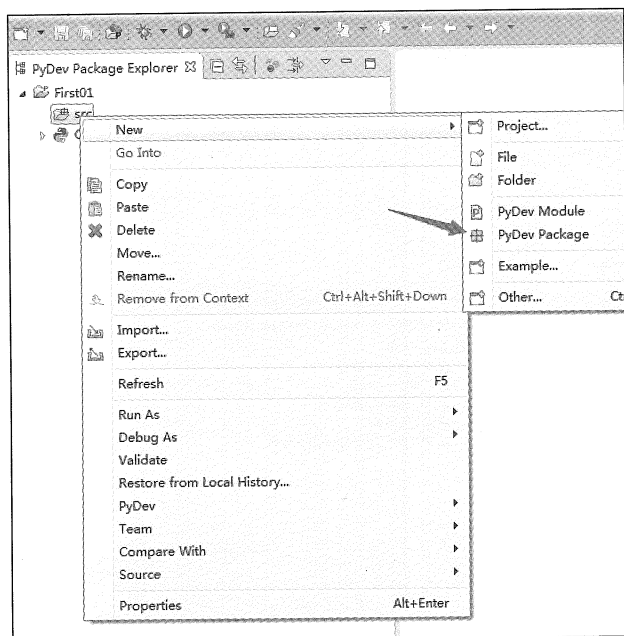 PyDev Package Explorer
First01
src
New
Go Into
Copy
Paste
Delete
Move...
Rename...
Remove from Context Ctrl+Alt+Shift+Down
Import...
Export...
Refresh F5
Run As
Debug As
Validate
Restore from Local History...
PyDev
Team
Compare With
Source
Properties Alt+Enter
Project...
File
Folder
PyDev Module
PyDev Package
Example...
Other...